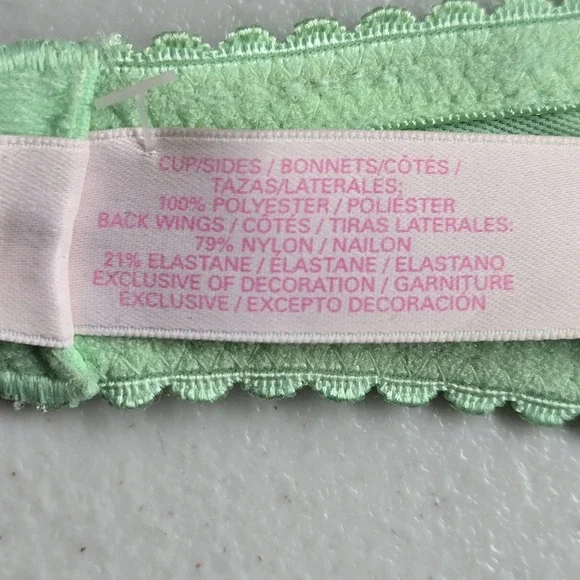 CUP/SIDES / BONNETS/CÔTÉS /
TAZAS/LATERALES:
100% POLYESTER / POLIÉSTER
BACK WINGS / CÔTÉS / TIRAS LATERALES:
79% NYLON / NAILON
21% ELASTANE / ÉLASTANE / ELASTANO
EXCLUSIVE OF DECORATION / GARNITURE
EXCLUSIVE / EXCEPTO DECORACIÓN